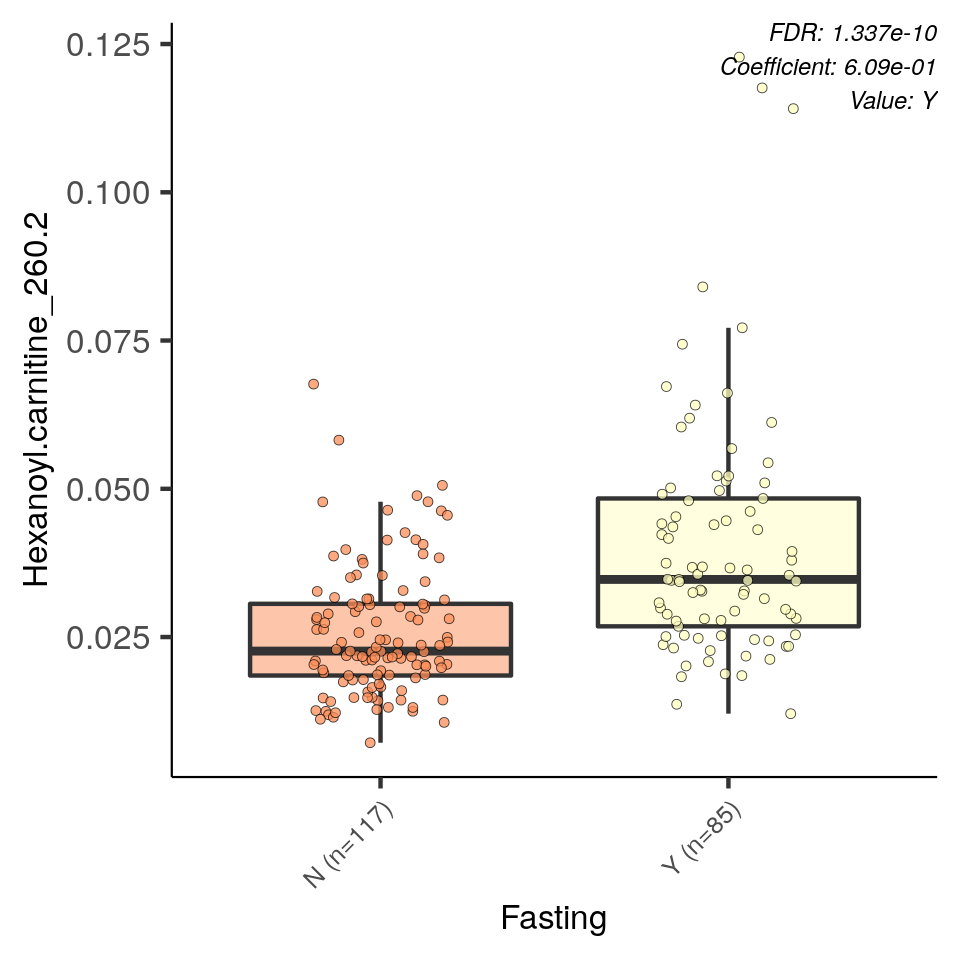 FDR: 1.337e-10
Coefficient: 6.09e-01
Value: Y
Hexanoyl.carnitine_260.2
0.125
0.100
0.075
0.050
0.025
N (n=117)
Y (n=85)
Fasting